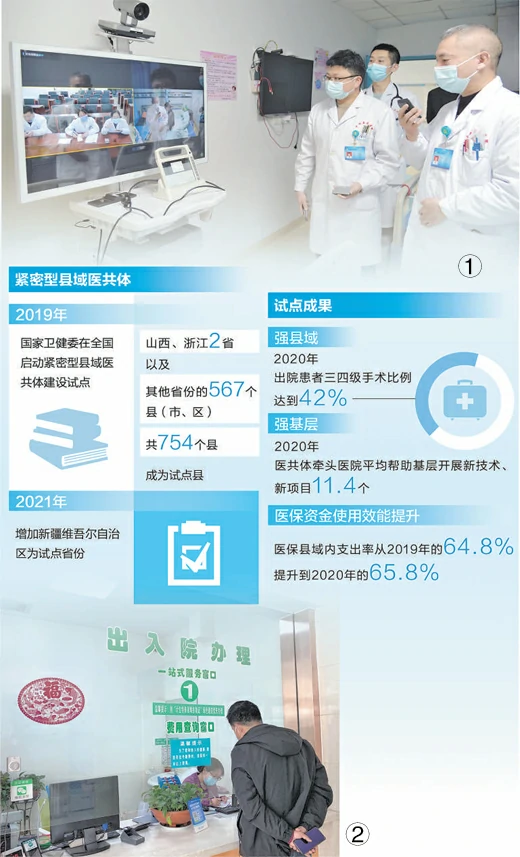 ①
紧密型县域医共体
2019年
国家卫健委在全国
启动紧密型县域医
共体建设试点
山西、浙江2省
以及
其他省份的567个
县（市、区）
共754个县
成为试点县
2021年
增加新疆维吾尔自治
区为试点省份
试点成果
强县域
2020年
出院患者三四级手术比例
达到42%
强基层
2020年
医共体牵头医院平均帮助基层开展新技术、
新项目11.4个
医保资金使用效能提升
医保县域内支出率从2019年的64.8%
提升到2020年的65.8%
出入院办理
一站式服务窗口
1
费用查询窗口
温馨提示
福
②